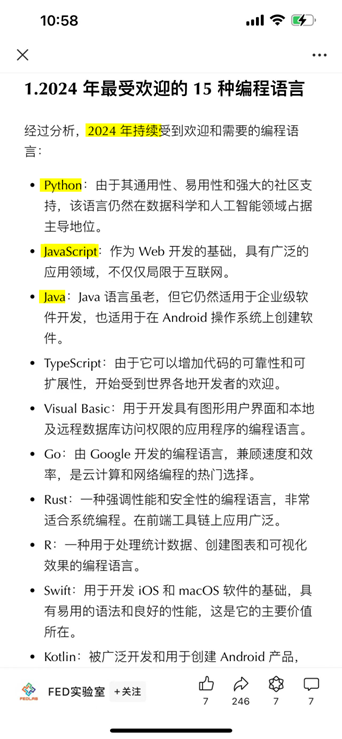 10:58
1.2024 年最受欢迎的 15 种编程语言
经过分析，2024 年持续受到欢迎和需要的编程语
言：
• Python：由于其通用性、易用性和强大的社区支
持，该语言仍然在数据科学和人工智能领域占据
主导地位。
• JavaScript：作为 Web 开发的基础，具有广泛的
应用领域，不仅仅局限于互联网。
• Java：Java 语言虽老，但它仍然适用于企业级软
件开发，也适用于在 Android 操作系统上创建软
件。
• TypeScript：由于它可以增加代码的可靠性和可
扩展性，开始受到世界各地开发者的欢迎。
• Visual Basic：用于开发具有图形用户界面和本地
及远程数据库访问权限的应用程序的编程语言。
• Go：由 Google 开发的编程语言，兼顾速度和效
率，是云计算和网络编程的热门选择。
• Rust：一种强调性能和安全性的编程语言，非常
适合系统编程。在前端工具链上应用广泛。
• R：一种用于处理统计数据、创建图表和可视化
效果的编程语言。
• Swift：用于开发 iOS 和 macOS 软件的基础，具
有易用的语法和良好的性能，这是它的主要价值
所在。
• Kotlin：被广泛开发和用于创建 Android 产品，
FEDLAB
FED实验室 +关注
7 246 7 7